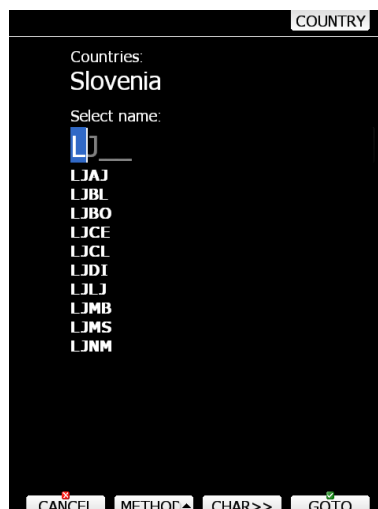 COUNTRY
Countries:
Slovenia
Select name:
LJ___
LJAJ
LJBL
LJBO
LJCE
LJCL
LJDI
LJLJ
LJMB
LJMS
LJNM
CANCEL METHOD CHAR>> GOTO